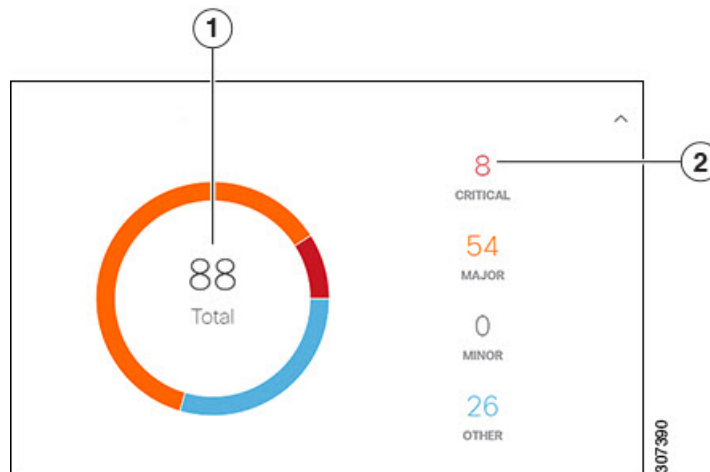 1
8
2
CRITICAL
54
MAJOR
88
Total
0
MINOR
26
OTHER
307390